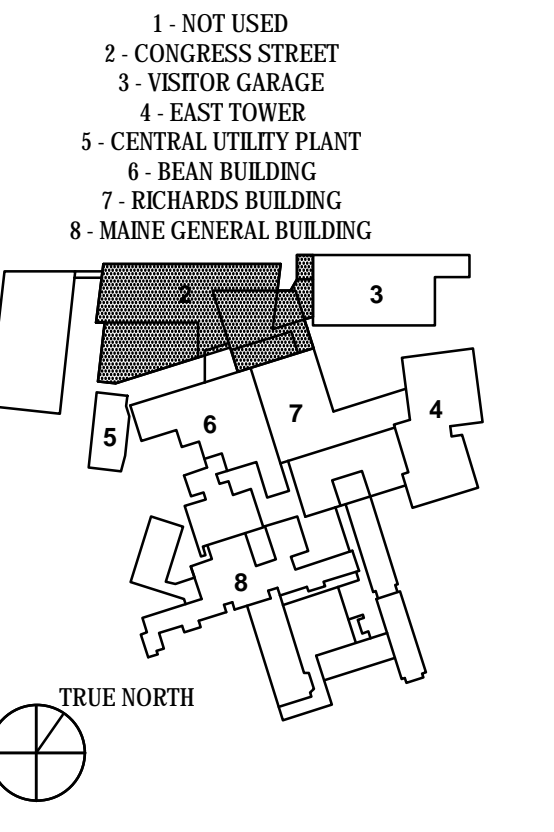 1 - NOT USED
2 - CONGRESS STREET
3 - VISITOR GARAGE
4 - EAST TOWER
5 - CENTRAL UTILITY PLANT
6 - BEAN BUILDING
7 - RICHARDS BUILDING
8 - MAINE GENERAL BUILDING
2
3
4
7
6
5
8
TRUE NORTH